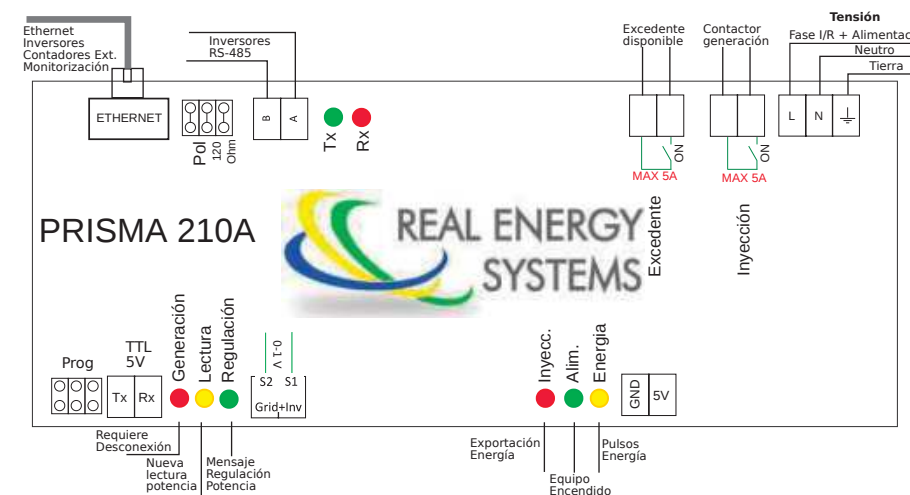 Ethernet
Inversores
Contadores Ext.
Monitorización
Inversores
RS-485
Excedente
disponible
Contactor
generación
Tensión
Fase I/R + Alimentac
Neutro
Tierra
ETHERNET
Pol
120
Ohm
B
A
Tx
Rx
ON
MAX 5A
Excedente
ON
MAX 5A
Inyección
L
N
PRISMA 210A
REAL ENERGY
SYSTEMS
Prog
TTL
5V
Tx
Rx
Generación
Lectura
Regulación
0-1 V
S2
S1
Grid+Inv
Inyecc.
Alim.
Energia
GND
5V
Requiere
Desconexión
Nueva
lectura
potencia
Mensaje
Regulación
Potencia
Exportación
Energía
Equipo
Encendido
Pulsos
Energía